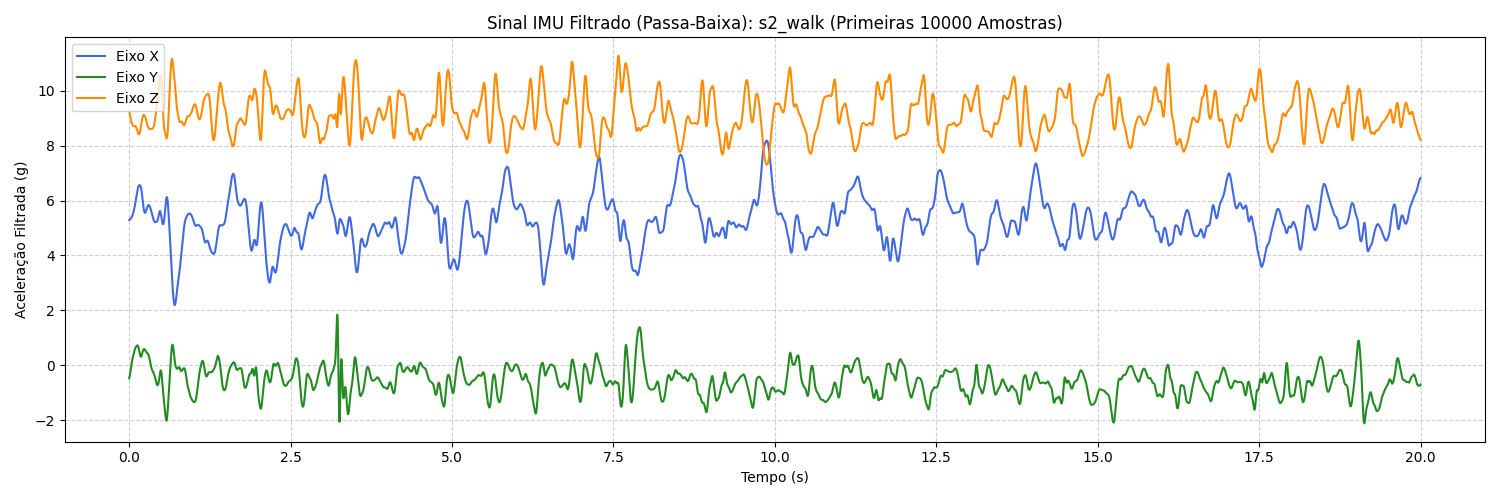 Sinal IMU Filtrado (Passa-Baixa): s2_walk (Primeiras 10000 Amostras)
Eixo X
Eixo Y
Eixo Z
Aceleração Filtrada (g)
10
8
6
4
2
0
−2
0.0 2.5 5.0 7.5 10.0 12.5 15.0 17.5 20.0
Tempo (s)